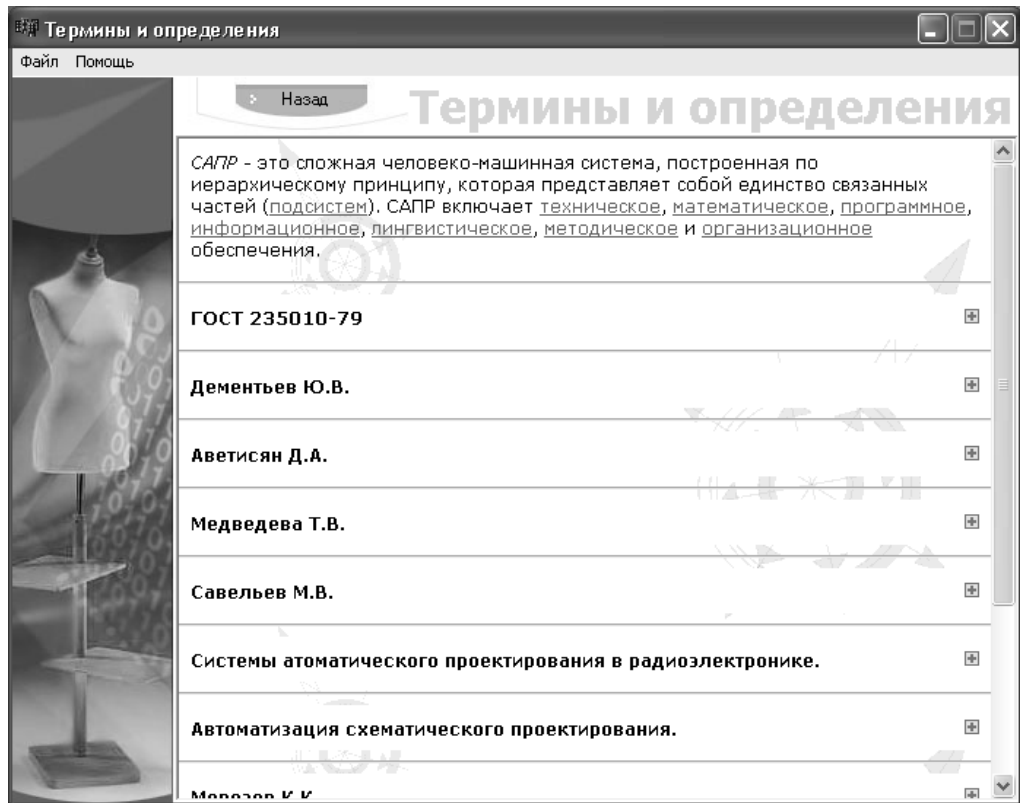 Термины и определения
Файл Помощь
Назад
Термины и определения
САПР - это сложная человеко-машинная система, построенная по
иерархическому принципу, которая представляет собой единство связанных
частей (подсистем). САПР включает техническое, математическое, программное,
информационное, лингвистическое, методическое и организационное
обеспечения.
ГОСТ 235010-79
Дементьев Ю.В.
Аветисян Д.А.
Медведева Т.В.
Савельев М.В.
Системы атоматического проектирования в радиоэлектронике.
Автоматизация схематического проектирования.